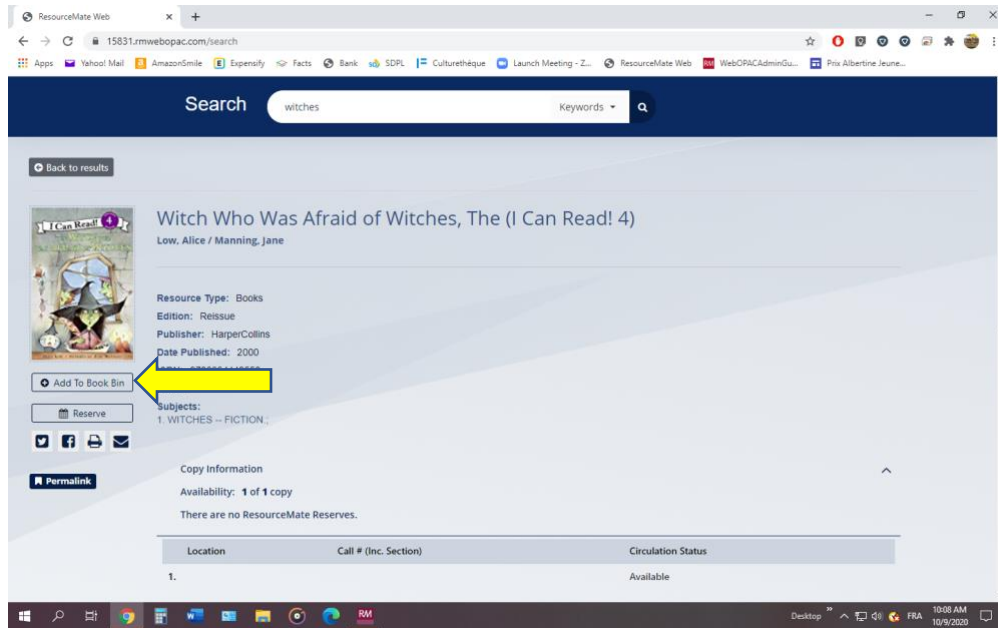 ResourceMate Web
15831.rmwebopac.com/search
Apps Yahoo! Mail AmazonSmile Expensify Facts Bank SDPL Culturethèque Launch Meeting - Z... ResourceMate Web WebOPACAdminGu... Prix Albertine Jeune...
Search witches Keywords
Back to results
I Can Read! 4
Witch Who Was Afraid of Witches, The (I Can Read! 4)
Low, Alice / Manning, Jane
Resource Type: Books
Edition: Reissue
Publisher: HarperCollins
Date Published: 2000
Add To Book Bin
Reserve
Subjects:
1. WITCHES -- FICTION.;
Permalink
Copy Information
Availability: 1 of 1 copy
There are no ResourceMate Reserves.
Location Call # (Inc. Section) Circulation Status
1. Available
RM Desktop FRA 10:08 AM
10/9/2020